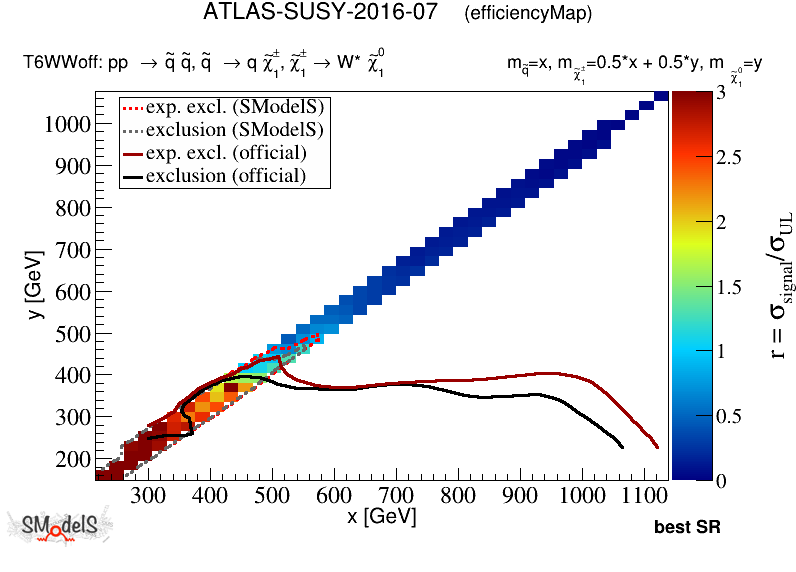 ATLAS-SUSY-2016-07 (efficiencyMap)
T6WWoff: pp → q̃ q̃, q̃ → q χ̃₁±, χ̃₁± → W* χ̃₁⁰ m_q̃=x, m_χ̃₁±=0.5*x + 0.5*y, m_χ̃₁⁰=y
exp. excl. (SModelS)
exclusion (SModelS)
exp. excl. (official)
exclusion (official)
y [GeV]
1000
900
800
700
600
500
400
300
200
300 400 500 600 700 800 900 1000 1100
x [GeV]
3
2.5
2
1.5
1
0.5
0
r = σ_signal/σ_UL
SModelS
best SR